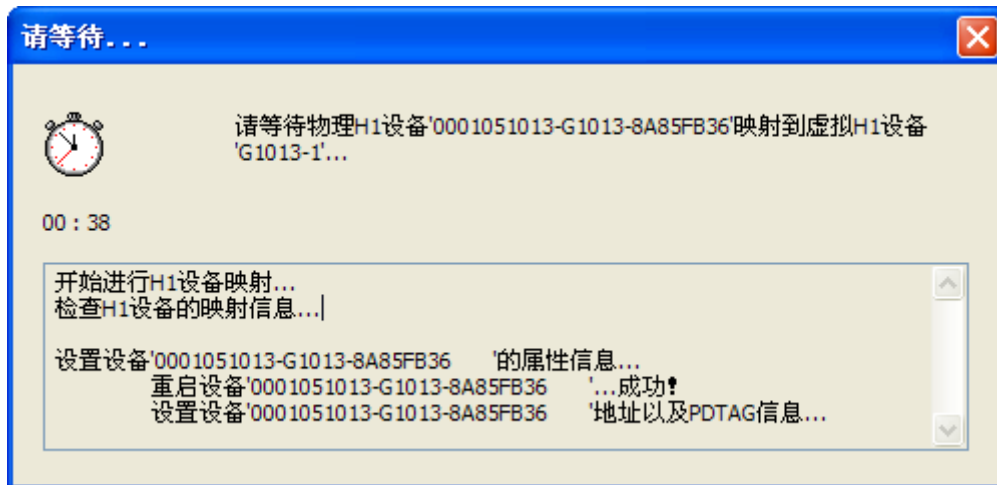 请等待...
请等待物理H1设备'0001051013-G1013-8A85FB36'映射到虚拟H1设备
'G1013-1'...
00 : 38
开始进行H1设备映射...
检查H1设备的映射信息...
设置设备'0001051013-G1013-8A85FB36 '的属性信息...
重启设备'0001051013-G1013-8A85FB36 '...成功!
设置设备'0001051013-G1013-8A85FB36 '地址以及PDTAG信息...